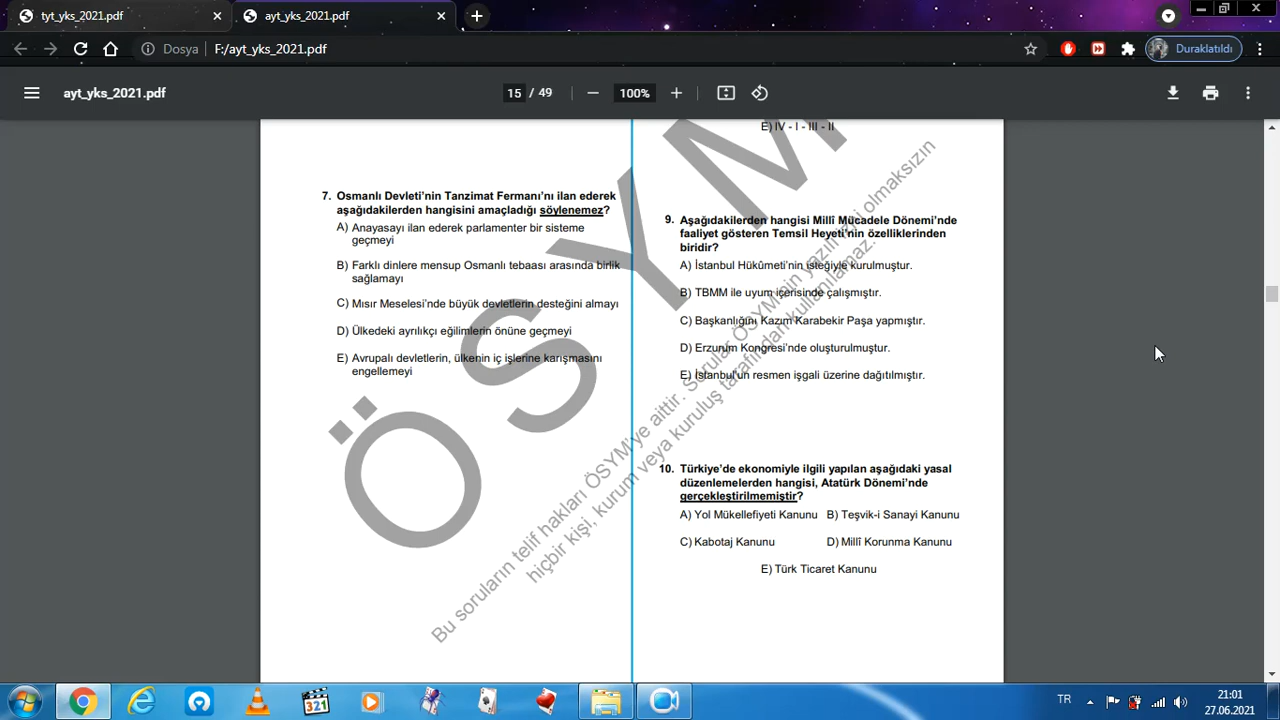 tyt_yks_2021.pdf
ayt_yks_2021.pdf
Dosya
F:/ayt_yks_2021.pdf
Duraklatıldı
ayt_yks_2021.pdf
15 / 49
100%
E) IV - I - III - II
7. Osmanlı Devleti'nin Tanzimat Fermanı'nı ilan ederek
aşağıdakilerden hangisini amaçladığı söylenemez?
A) Anayasayı ilan ederek parlamenter bir sisteme
geçmeyi
B) Farklı dinlere mensup Osmanlı tebaası arasında birlik
sağlamayı
C) Mısır Meselesi'nde büyük devletlerin desteğini almayı
D) Ülkedeki ayrılıkçı eğilimlerin önüne geçmeyi
E) Avrupalı devletlerin, ülkenin iç işlerine karışmasını
engellemeyi
9. Aşağıdakilerden hangisi Millî Mücadele Dönemi'nde
faaliyet gösteren Temsil Heyeti'nin özelliklerinden
biridir?
A) İstanbul Hükûmeti'nin isteğiyle kurulmuştur.
B) TBMM ile uyum içerisinde çalışmıştır.
C) Başkanlığını Kazım Karabekir Paşa yapmıştır.
D) Erzurum Kongresi'nde oluşturulmuştur.
E) İstanbul'un resmen işgali üzerine dağıtılmıştır.
10. Türkiye'de ekonomiyle ilgili yapılan aşağıdaki yasal
düzenlemelerden hangisi, Atatürk Dönemi'nde
gerçekleştirilmemiştir?
A) Yol Mükellefiyeti Kanunu B) Teşvik-i Sanayi Kanunu
C) Kabotaj Kanunu D) Millî Korunma Kanunu
E) Türk Ticaret Kanunu
ÖSYM
Bu soruların telif hakları ÖSYM'ye aittir. Sorular ÖSYM'nin yazılı izni olmaksızın
hiçbir kişi, kurum veya kuruluş tarafından kullanılamaz.
321
TR
21:01
27.06.2021